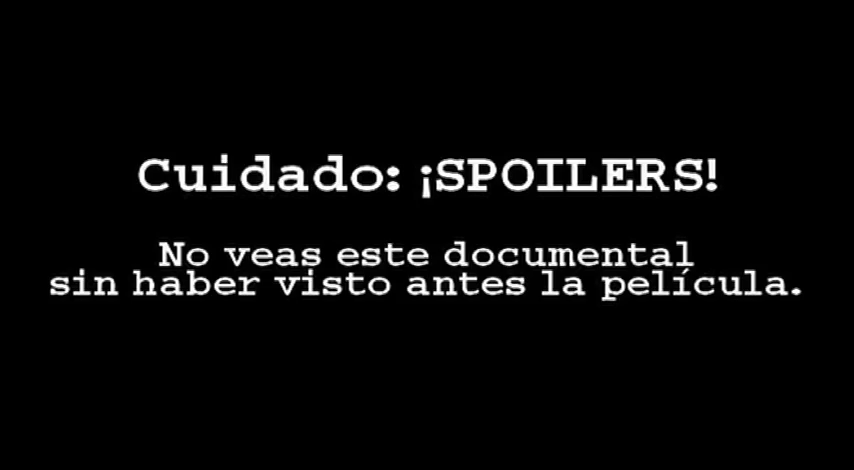 Cuidado: ¡SPOILERS!
No veas este documental
sin haber visto antes la película.